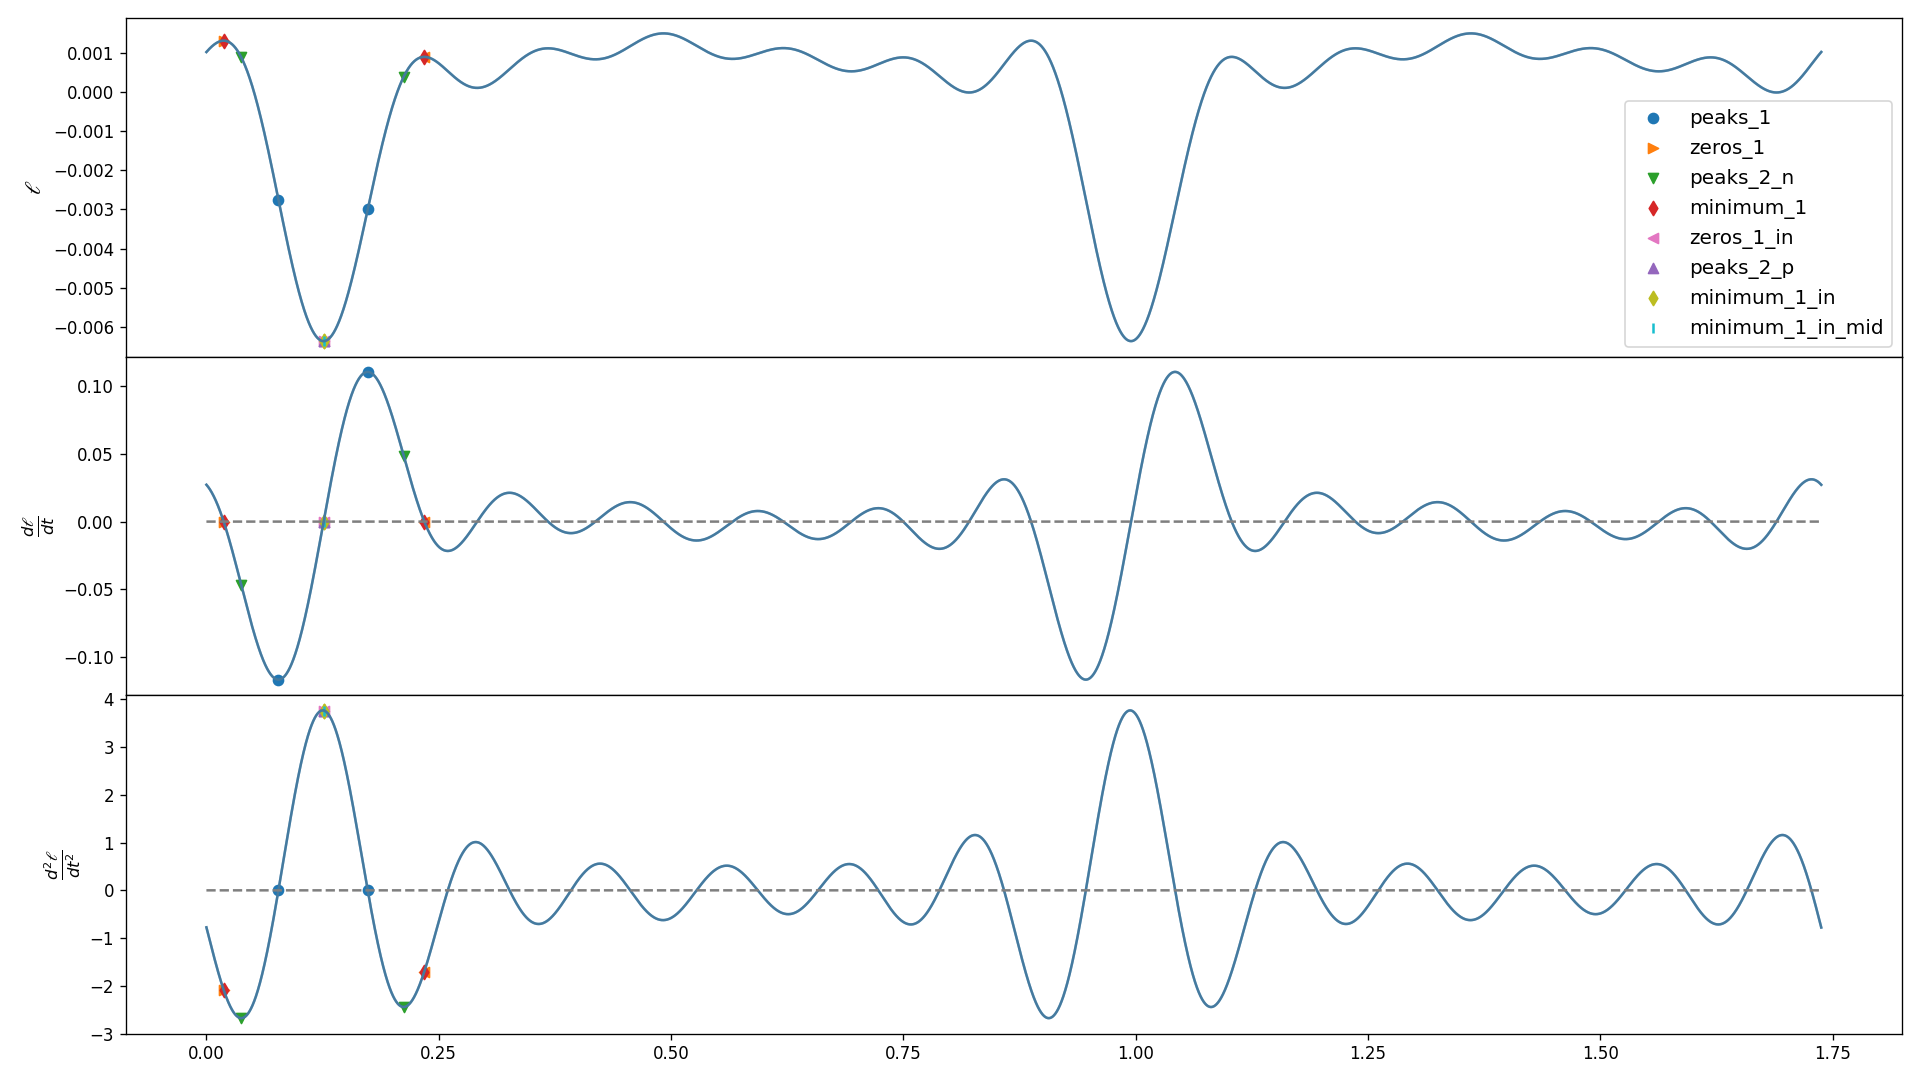 0.001
0.000
−0.001
−0.002
−0.003
−0.004
−0.005
−0.006
ℓ
peaks_1
zeros_1
peaks_2_n
minimum_1
zeros_1_in
peaks_2_p
minimum_1_in
minimum_1_in_mid
0.10
0.05
0.00
−0.05
−0.10
dℓ
dt
4
3
2
1
0
−1
−2
−3
d²ℓ
dt²
0.00 0.25 0.50 0.75 1.00 1.25 1.50 1.75